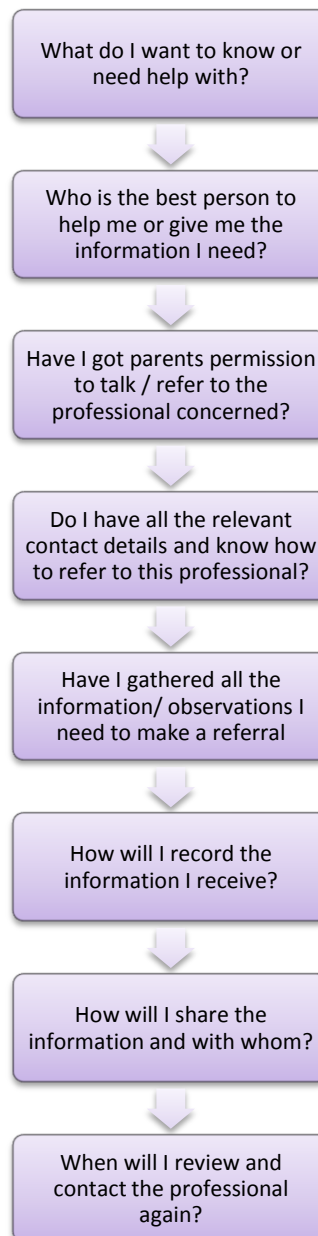 What do I want to know or
need help with?
Who is the best person to
help me or give me the
information I need?
Have I got parents permission
to talk / refer to the
professional concerned?
Do I have all the relevant
contact details and know how
to refer to this professional?
Have I gathered all the
information/ observations I
need to make a referral
How will I record the
information I receive?
How will I share the
information and with whom?
When will I review and
contact the professional
again?